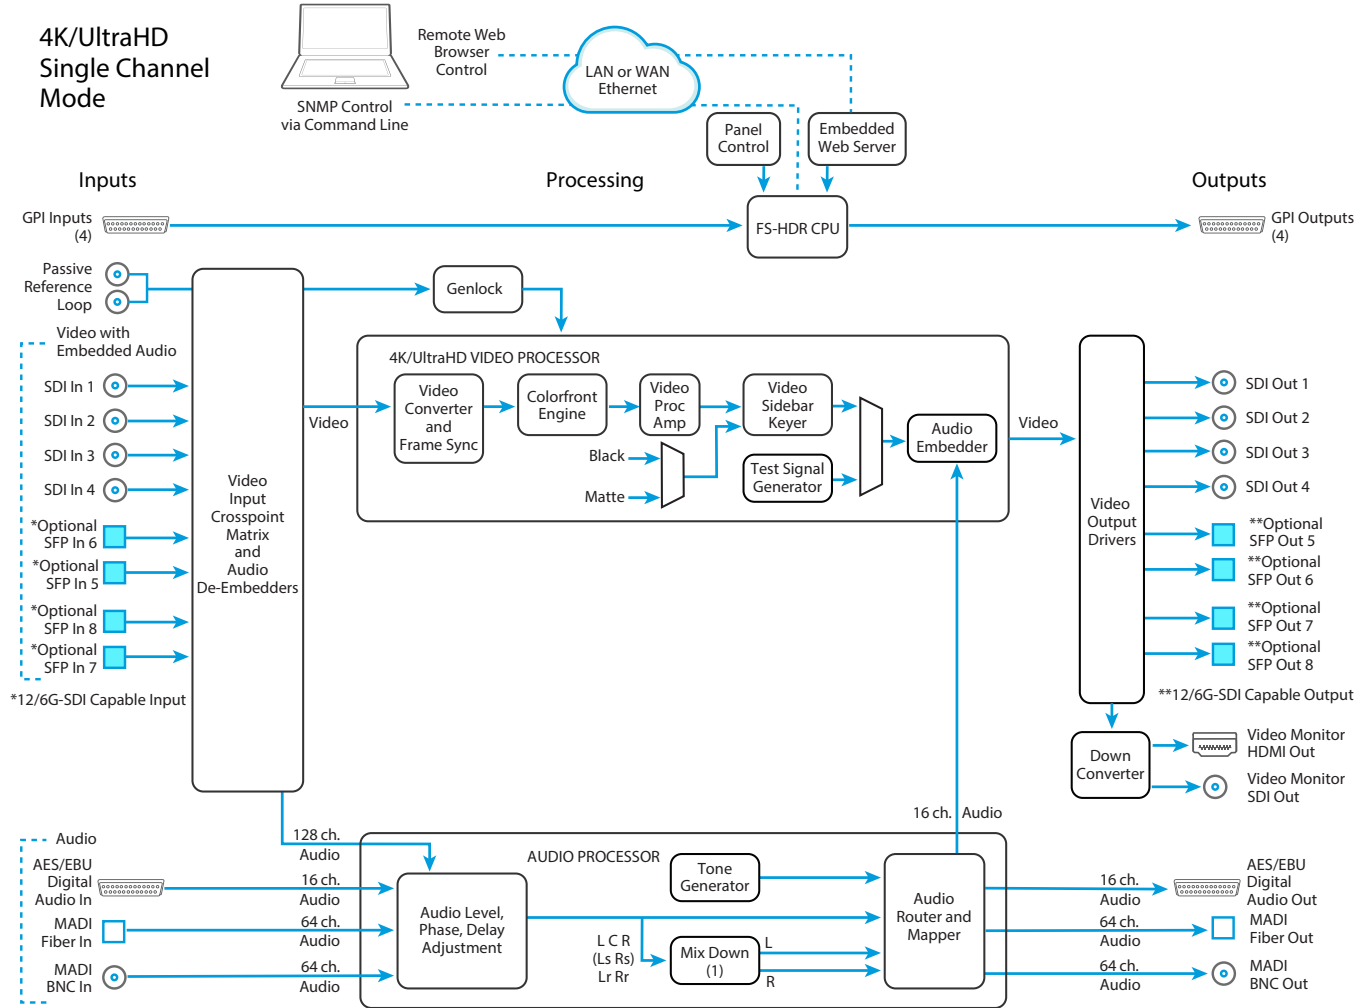 4K/UltraHD
Single Channel
Mode
Remote Web
Browser
Control
SNMP Control
via Command Line
LAN or WAN
Ethernet
Panel
Control
Embedded
Web Server
Inputs
Processing
Outputs
GPI Inputs
(4)
FS-HDR CPU
GPI Outputs
(4)
Passive
Reference
Loop
Genlock
Video with
Embedded Audio
SDI In 1
SDI In 2
SDI In 3
SDI In 4
*Optional
SFP In 6
*Optional
SFP In 5
*Optional
SFP In 8
*Optional
SFP In 7
*12/6G-SDI Capable Input
Video
Input
Crosspoint
Matrix
and
Audio
De-Embedders
Video
4K/UltraHD VIDEO PROCESSOR
Video
Converter
and
Frame Sync
Colorfront
Engine
Video
Proc
Amp
Video
Sidebar
Keyer
Black
Matte
Test Signal
Generator
Audio
Embedder
Video
Video
Output
Drivers
SDI Out 1
SDI Out 2
SDI Out 3
SDI Out 4
**Optional
SFP Out 5
**Optional
SFP Out 6
**Optional
SFP Out 7
**Optional
SFP Out 8
**12/6G-SDI Capable Output
Down
Converter
Video Monitor
HDMI Out
Video Monitor
SDI Out
16 ch. Audio
Audio
AES/EBU
Digital
Audio In
MADI
Fiber In
MADI
BNC In
128 ch.
Audio
16 ch.
Audio
64 ch.
Audio
64 ch.
Audio
AUDIO PROCESSOR
Audio Level,
Phase, Delay
Adjustment
Tone
Generator
L C R
(Ls Rs)
Lr Rr
Mix Down
(1)
L
R
Audio
Router and
Mapper
16 ch.
Audio
64 ch.
Audio
64 ch.
Audio
AES/EBU
Digital
Audio Out
MADI
Fiber Out
MADI
BNC Out